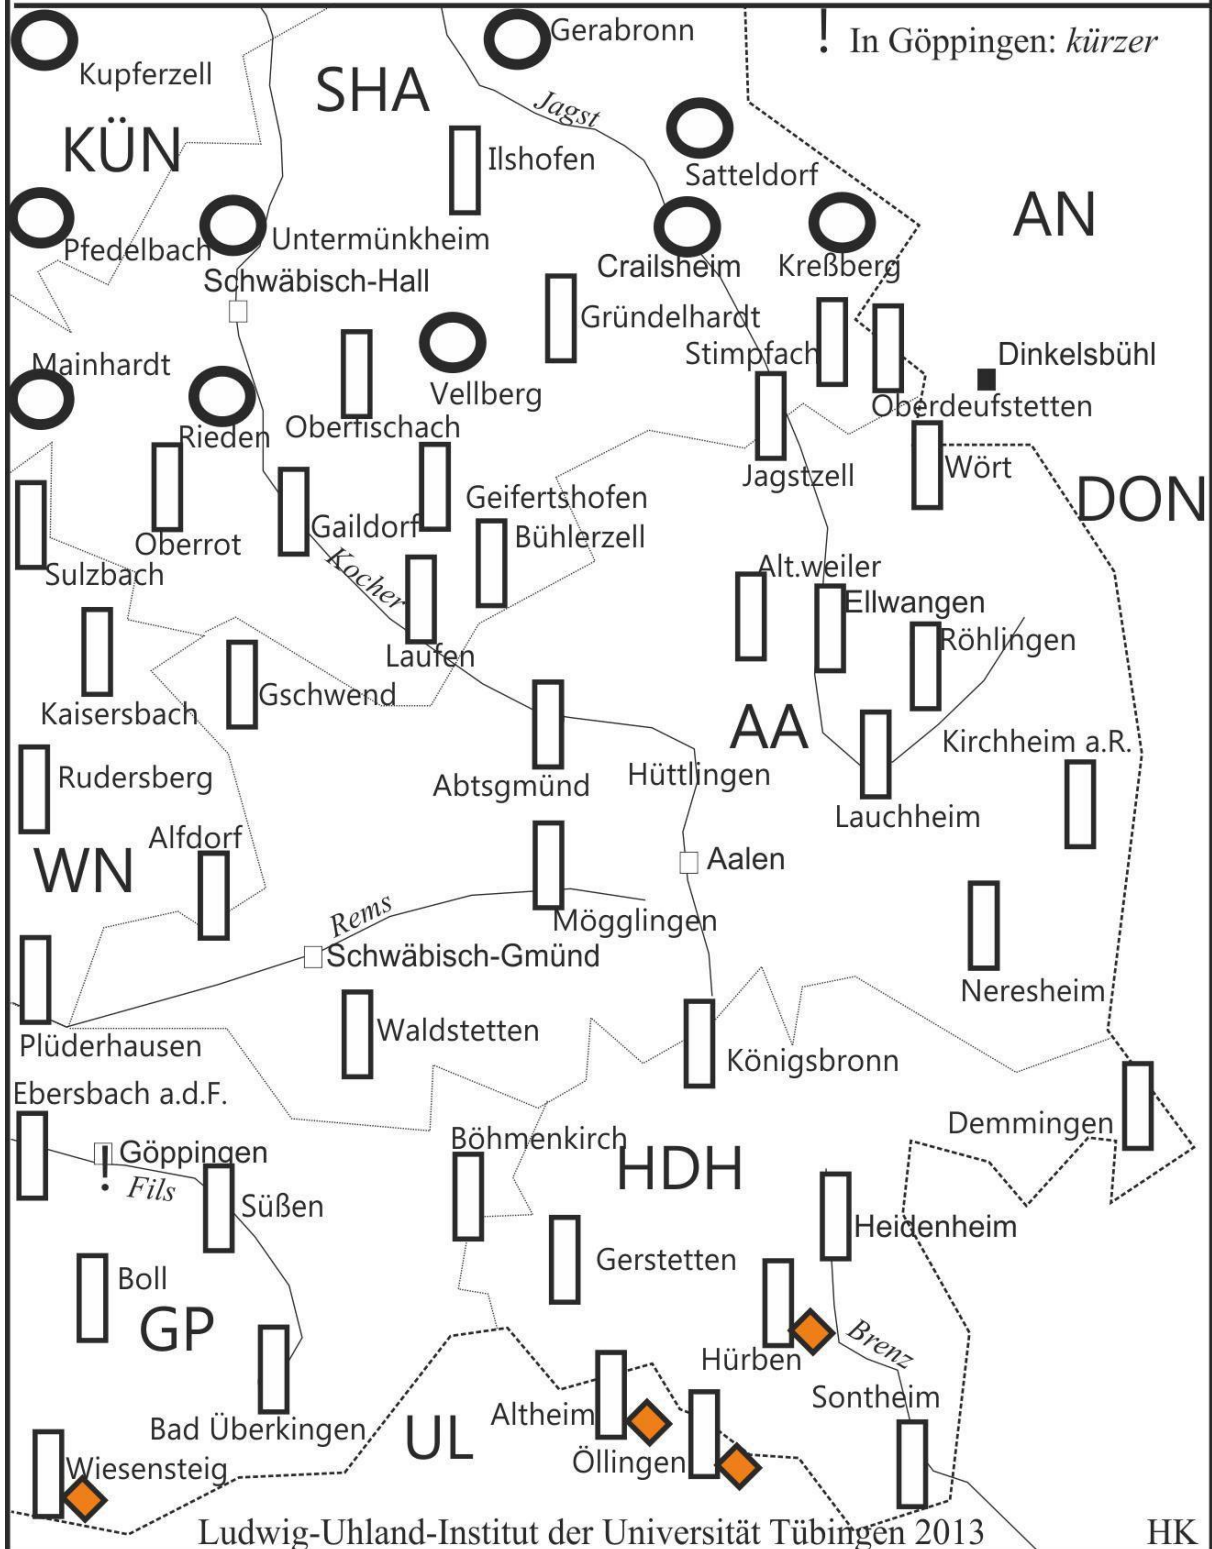 ! In Göppingen: kürzer
Gerabronn
Kupferzell
SHA
Jagst
KÜN
Ilshofen
Satteldorf
AN
Pfedelbach
Untermünkheim
Crailsheim
Kreßberg
Schwäbisch-Hall
Gründelhardt
Stimpfach
Dinkelsbühl
Mainhardt
Vellberg
Oberdeufstetten
Rieden
Oberfischach
Wört
Jagstzell
DON
Geifertshofen
Gaildorf
Bühlerzell
Oberrot
Kocher
Sulzbach
Alt.weiler
Ellwangen
Röhlingen
Laufen
Gschwend
Kaisersbach
AA
Kirchheim a.R.
Rudersberg
Abtsgmünd
Hüttlingen
Lauchheim
Alfdorf
WN
Aalen
Rems
Mögglingen
Schwäbisch-Gmünd
Neresheim
Waldstetten
Plüderhausen
Königsbronn
Ebersbach a.d.F.
Demmingen
Böhmenkirch
! Göppingen
HDH
Fils
Süßen
Heidenheim
Gerstetten
Boll
GP
Brenz
Hürben
Sontheim
Altheim
Bad Überkingen
UL
Öllingen
Wiesensteig
Ludwig-Uhland-Institut der Universität Tübingen 2013
HK